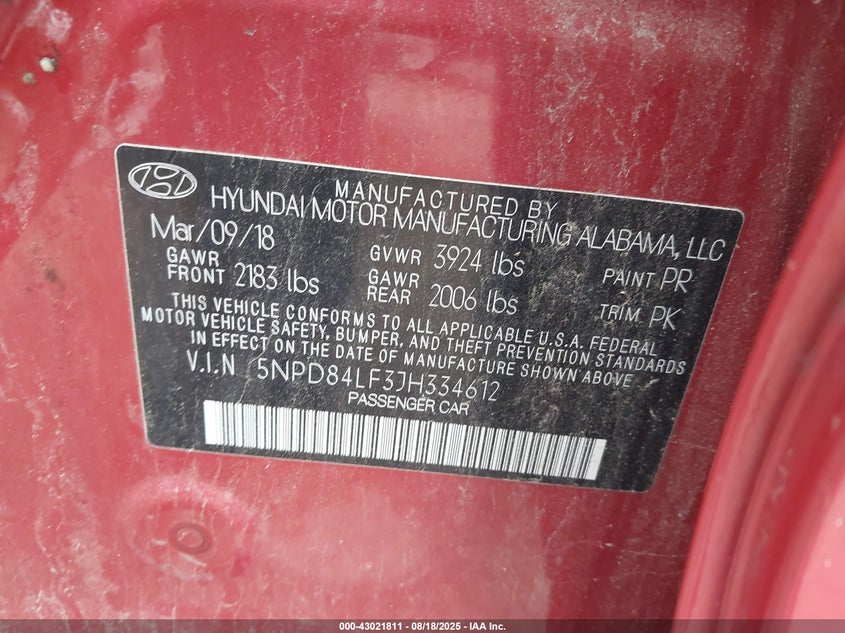 MANUFACTURED BY
HYUNDAI MOTOR MANUFACTURING ALABAMA, LLC
Mar/09/18 GVWR 3924 lbs PAINT PR
GAWR FRONT 2183 lbs GAWR REAR 2006 lbs TRIM PK
THIS VEHICLE CONFORMS TO ALL APPLICABLE U.S.A. FEDERAL
MOTOR VEHICLE SAFETY, BUMPER, AND THEFT PREVENTION STANDARDS
IN EFFECT ON THE DATE OF MANUFACTURE SHOWN ABOVE.
V.I.N 5NPD84LF3JH334612
PASSENGER CAR
000-43021811 - 08/18/2025 - IAA Inc.